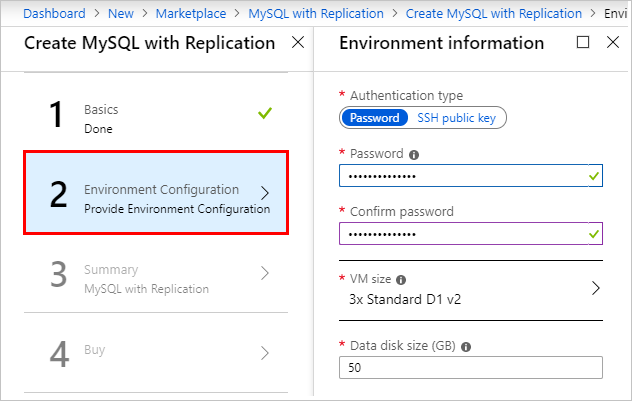 Dashboard > New > Marketplace > MySQL with Replication > Create MySQL with Replication > Envi
Create MySQL with Replication
1
Basics
Done
2
Environment Configuration
Provide Environment Configuration
3
Summary
MySQL with Replication
4
Buy
Environment information
* Authentication type
Password
SSH public key
* Password
••••••••••••••
* Confirm password
••••••••••••••
* VM size
3x Standard D1 v2
* Data disk size (GB)
50